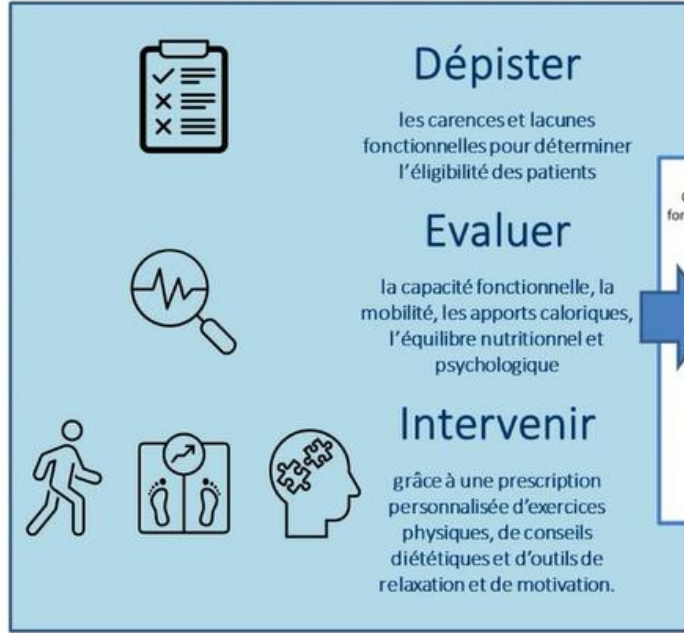 Dépister
les carences et lacunes
fonctionnelles pour déterminer
l'éligibilité des patients
Evaluer
la capacité fonctionnelle, la
mobilité, les apports caloriques,
l'équilibre nutritionnel et
psychologique
Intervenir
grâce à une prescription
personnalisée d'exercices
physiques, de conseils
diététiques et d'outils de
relaxation et de motivation.